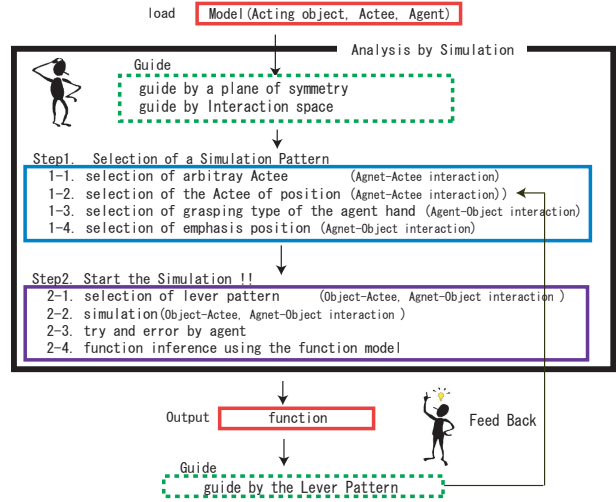 load Model(Acting object, Actee, Agent)
Analysis by Simulation
Guide
guide by a plane of symmetry
guide by Interaction space
Step1. Selection of a Simulation Pattern
1-1. selection of arbitray Actee (Agnet-Actee interaction)
1-2. selection of the Actee of position (Agnet-Actee interaction))
1-3. selection of grasping type of the agent hand (Agent-Object interaction)
1-4. selection of emphasis position (Agnet-Object interaction)
Step2. Start the Simulation !!
2-1. selection of lever pattern (Object-Actee, Agnet-Object interaction )
2-2. simulation(Object-Actee, Agnet-Object interaction )
2-3. try and error by agent
2-4. function inference using the function model
Output function
Feed Back
Guide
guide by the Lever Pattern